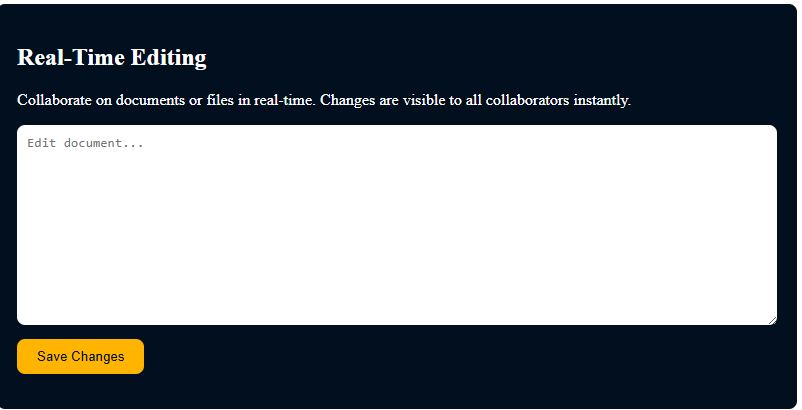 Real-Time Editing
Collaborate on documents or files in real-time. Changes are visible to all collaborators instantly.
Edit document...
Save Changes